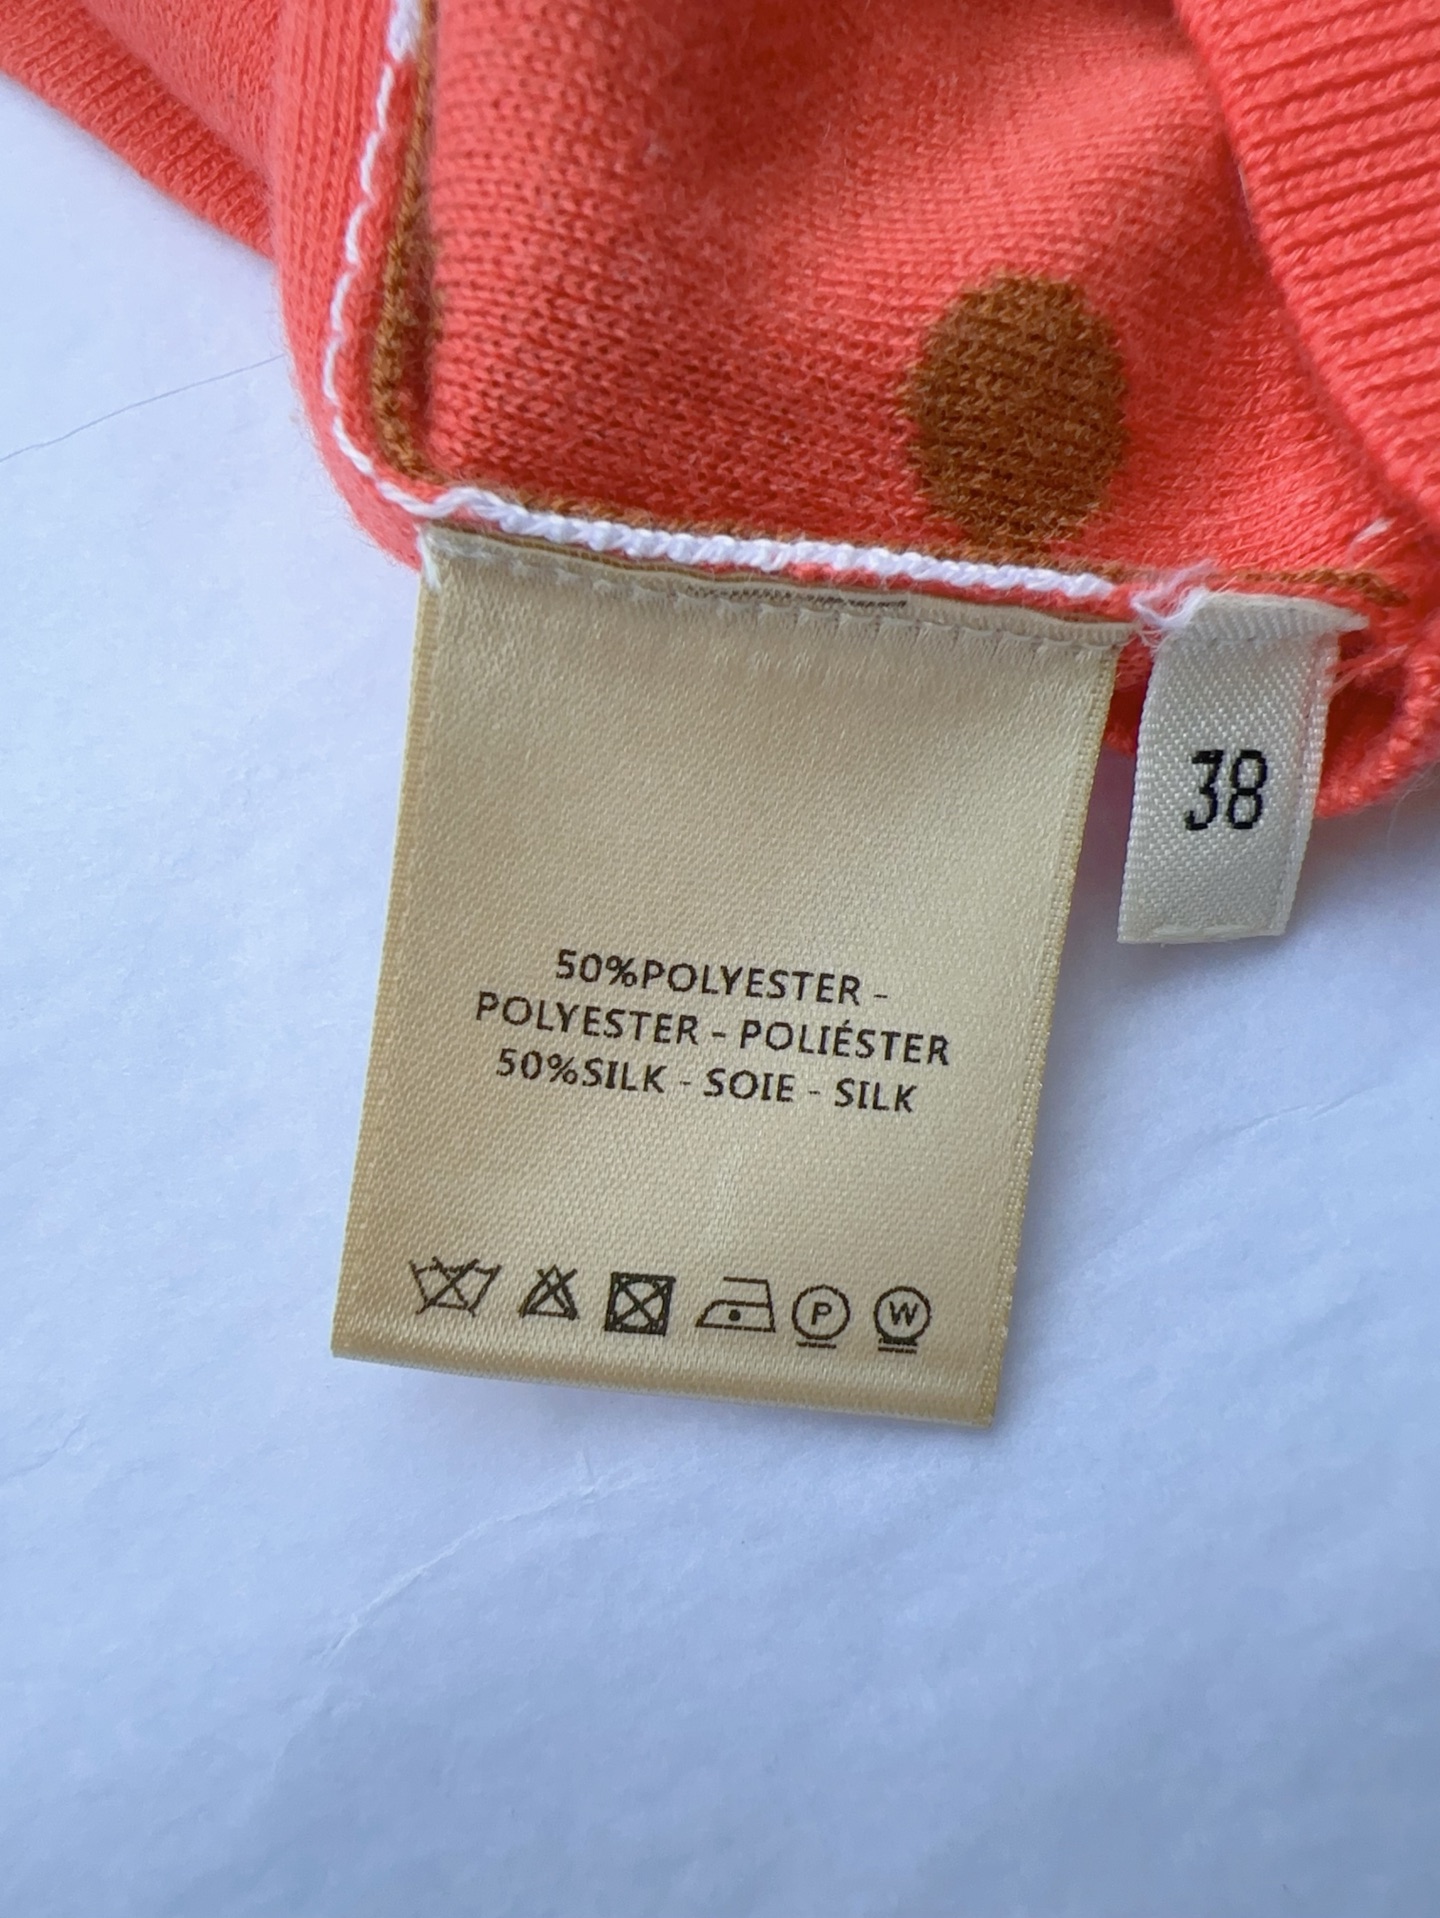 38
50%POLYESTER -
POLYESTER - POLIÉSTER
50%SILK - SOIE - SILK
P
W